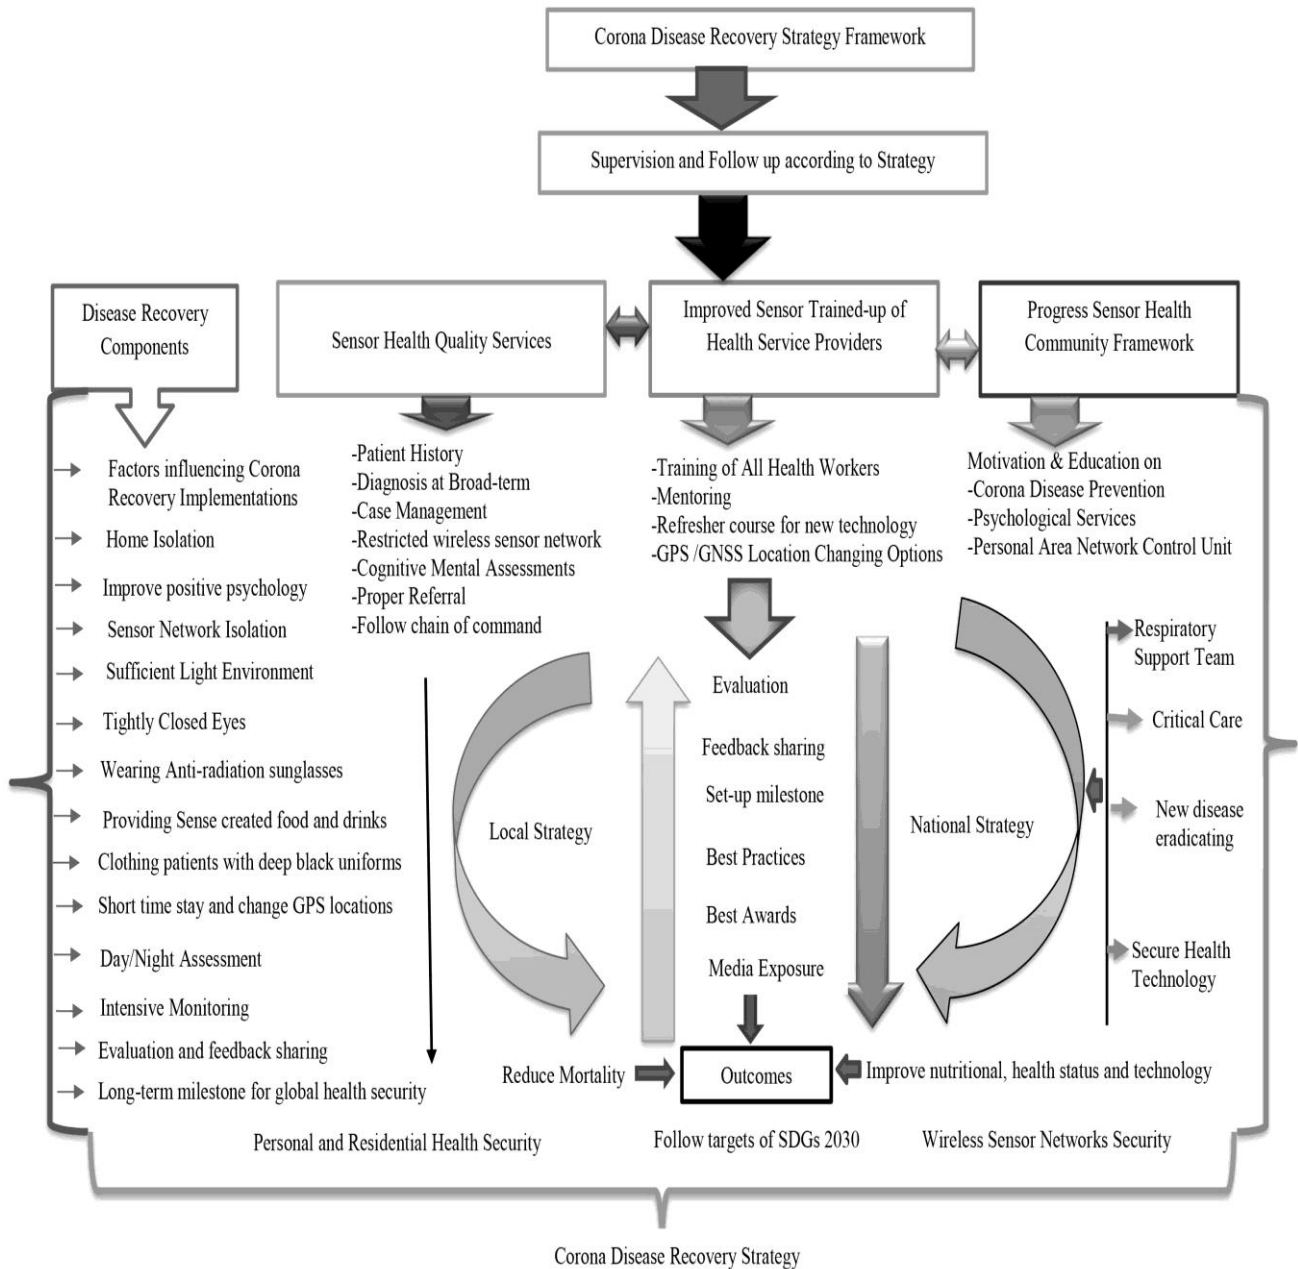 Corona Disease Recovery Strategy Framework
Supervision and Follow up according to Strategy
Disease Recovery
Components
Sensor Health Quality Services
Improved Sensor Trained-up of
Health Service Providers
Progress Sensor Health
Community Framework
Factors influencing Corona
Recovery Implementations
Home Isolation
Improve positive psychology
Sensor Network Isolation
Sufficient Light Environment
Tightly Closed Eyes
Wearing Anti-radiation sunglasses
Providing Sense created food and drinks
Clothing patients with deep black uniforms
Short time stay and change GPS locations
Day/Night Assessment
Intensive Monitoring
Evaluation and feedback sharing
Long-term milestone for global health security
-Patient History
-Diagnosis at Broad-term
-Case Management
-Restricted wireless sensor network
-Cognitive Mental Assessments
-Proper Referral
-Follow chain of command
-Training of All Health Workers
-Mentoring
-Refresher course for new technology
-GPS /GNSS Location Changing Options
Motivation & Education on
-Corona Disease Prevention
-Psychological Services
-Personal Area Network Control Unit
Local Strategy
Evaluation
Feedback sharing
Set-up milestone
Best Practices
Best Awards
Media Exposure
National Strategy
Respiratory
Support Team
Critical Care
New disease
eradicating
Secure Health
Technology
Reduce Mortality
Outcomes
Improve nutritional, health status and technology
Personal and Residential Health Security
Follow targets of SDGs 2030
Wireless Sensor Networks Security
Corona Disease Recovery Strategy